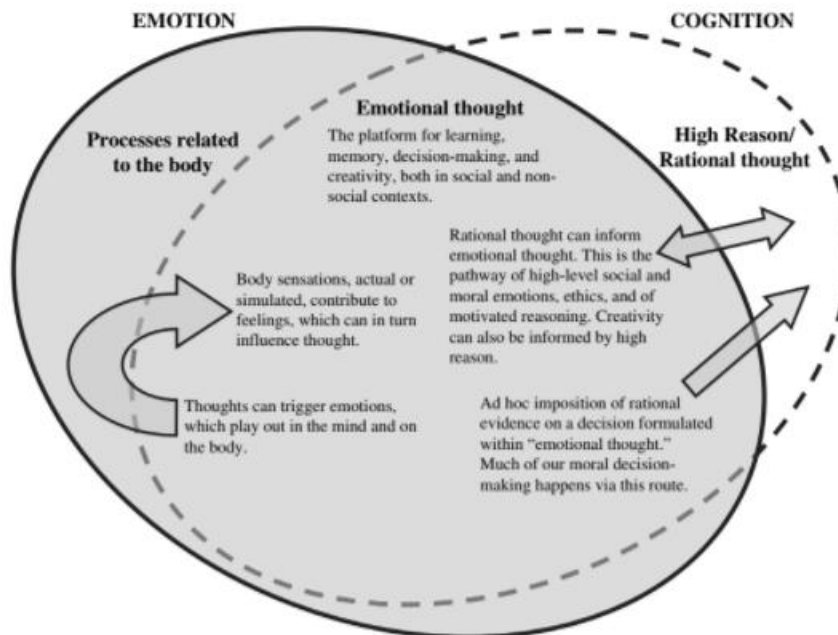 EMOTION
COGNITION
Emotional thought
The platform for learning,
memory, decision-making, and
creativity, both in social and non-
social contexts.
Processes related
to the body
High Reason/
Rational thought
Rational thought can inform
emotional thought. This is the
pathway of high-level social and
moral emotions, ethics, and of
motivated reasoning. Creativity
can also be informed by high
reason.
Body sensations, actual or
simulated, contribute to
feelings, which can in turn
influence thought.
Thoughts can trigger emotions,
which play out in the mind and on
the body.
Ad hoc imposition of rational
evidence on a decision formulated
within “emotional thought.”
Much of our moral decision-
making happens via this route.